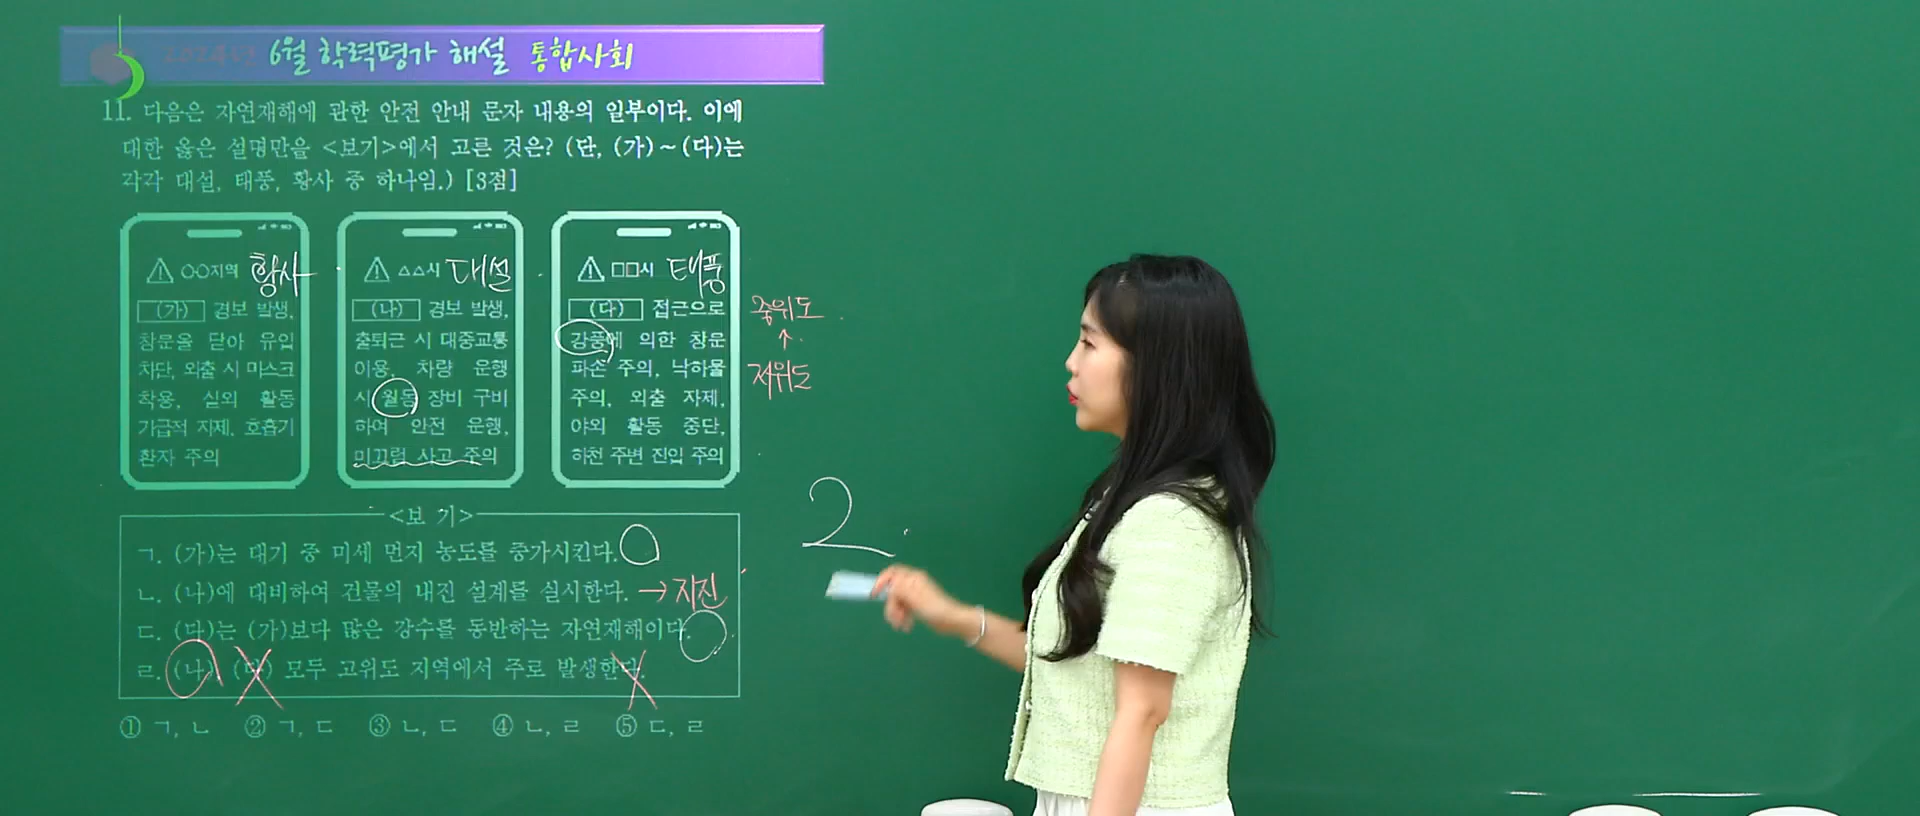 2024년 6월 학력평가 해설 통합사회
11. 다음은 자연재해에 관한 안전 안내 문자 내용의 일부이다. 이에
대한 옳은 설명만을 <보기>에서 고른 것은? (단, (가)~(다)는
각각 대설, 태풍, 황사 중 하나임.) [3점]
⚠ ○○지역 황사
(가) 경보 발생,
창문을 닫아 유입
차단, 외출 시 마스크
착용, 실외 활동
가급적 자제, 호흡기
환자 주의
⚠ △△시 대설
(나) 경보 발생,
출퇴근 시 대중교통
이용, 차량 운행
시 월동 장비 구비
하여 안전 운행,
미끄럼 사고 주의
⚠ □□시 태풍
(다) 접근으로
강풍에 의한 창문
파손 주의, 낙하물
주의, 외출 자제,
야외 활동 중단,
하천 주변 진입 주의
중위도
↑
저위도
2
<보 기>
ㄱ. (가)는 대기 중 미세 먼지 농도를 증가시킨다.
ㄴ. (나)에 대비하여 건물의 내진 설계를 실시한다. → 지진
ㄷ. (다)는 (가)보다 많은 강수를 동반하는 자연재해이다.
ㄹ. (나), (다) 모두 고위도 지역에서 주로 발생한다.
① ㄱ, ㄴ ② ㄱ, ㄷ ③ ㄴ, ㄷ ④ ㄴ, ㄹ ⑤ ㄷ, ㄹ